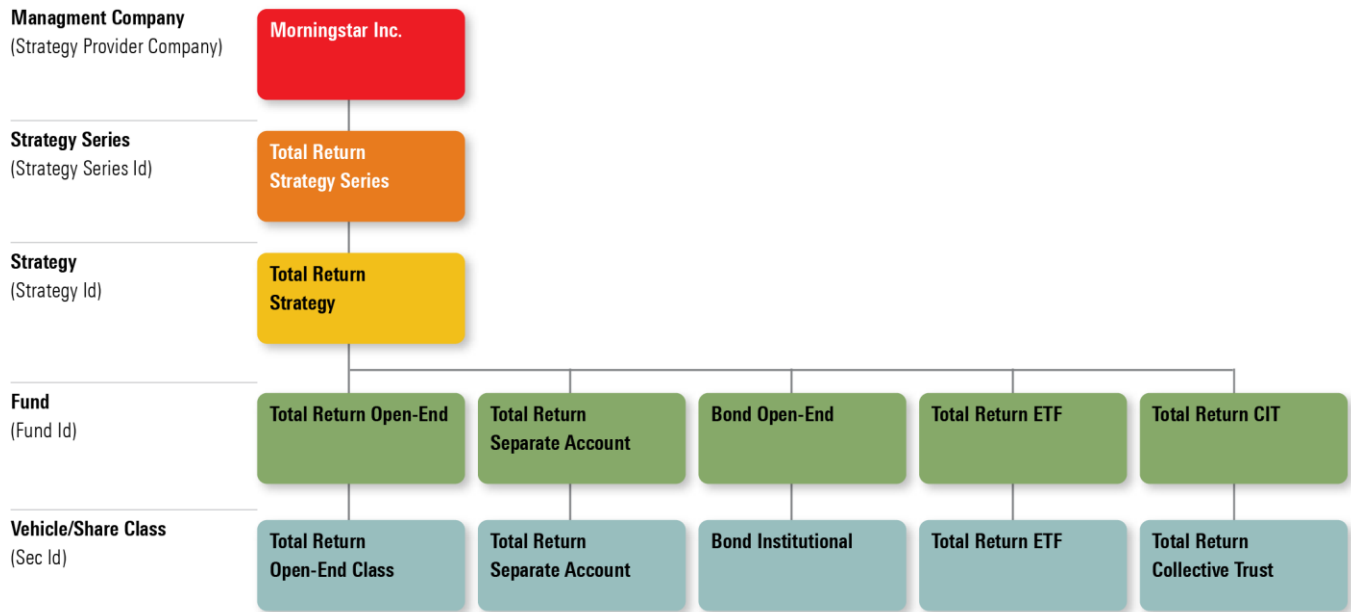 Managment Company
(Strategy Provider Company)
Morningstar Inc.
Strategy Series
(Strategy Series Id)
Total Return
Strategy Series
Strategy
(Strategy Id)
Total Return
Strategy
Fund
(Fund Id)
Total Return Open-End
Total Return
Separate Account
Bond Open-End
Total Return ETF
Total Return CIT
Vehicle/Share Class
(Sec Id)
Total Return
Open-End Class
Total Return
Separate Account
Bond Institutional
Total Return ETF
Total Return
Collective Trust